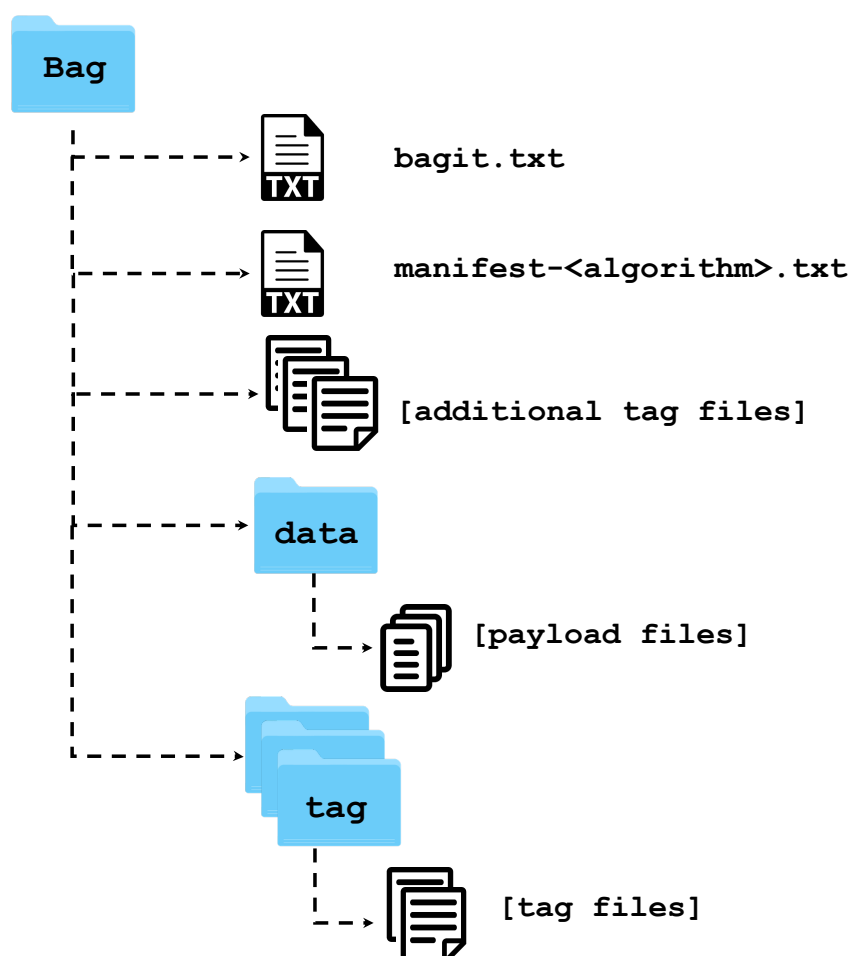 Bag
TXT
bagit.txt
TXT
manifest-<algorithm>.txt
[additional tag files]
data
[payload files]
tag
[tag files]